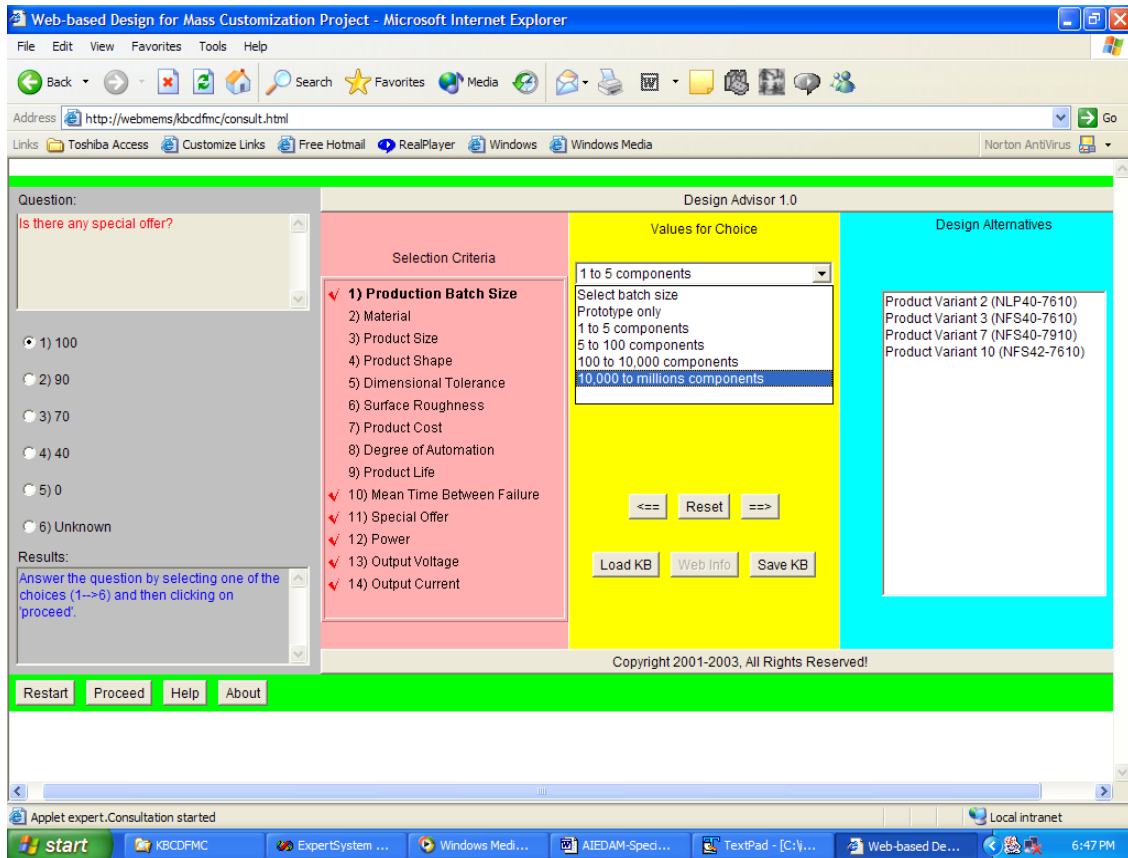 Web-based Design for Mass Customization Project - Microsoft Internet Explorer
File Edit View Favorites Tools Help
Back Search Favorites Media
Address http://webmems/kbcdfmc/consult.html Go
Links Toshiba Access Customize Links Free Hotmail RealPlayer Windows Windows Media Norton AntiVirus
Question:
Is there any special offer?
1) 100
2) 90
3) 70
4) 40
5) 0
6) Unknown
Results:
Answer the question by selecting one of the
choices (1-->6) and then clicking on
'proceed'.
Design Advisor 1.0
Selection Criteria
1) Production Batch Size
2) Material
3) Product Size
4) Product Shape
5) Dimensional Tolerance
6) Surface Roughness
7) Product Cost
8) Degree of Automation
9) Product Life
10) Mean Time Between Failure
11) Special Offer
12) Power
13) Output Voltage
14) Output Current
Values for Choice
1 to 5 components
Select batch size
Prototype only
1 to 5 components
5 to 100 components
100 to 10,000 components
10,000 to millions components
<== Reset ==>
Load KB Web Info Save KB
Design Alternatives
Product Variant 2 (NLP40-7610)
Product Variant 3 (NFS40-7610)
Product Variant 7 (NFS40-7910)
Product Variant 10 (NFS42-7610)
Copyright 2001-2003, All Rights Reserved!
Restart Proceed Help About
Applet expert.Consultation started Local intranet
start KBCDFMC ExpertSystem ... Windows Medi... AIEDAM-Speci... TextPad - [C:\j... Web-based De... 6:47 PM